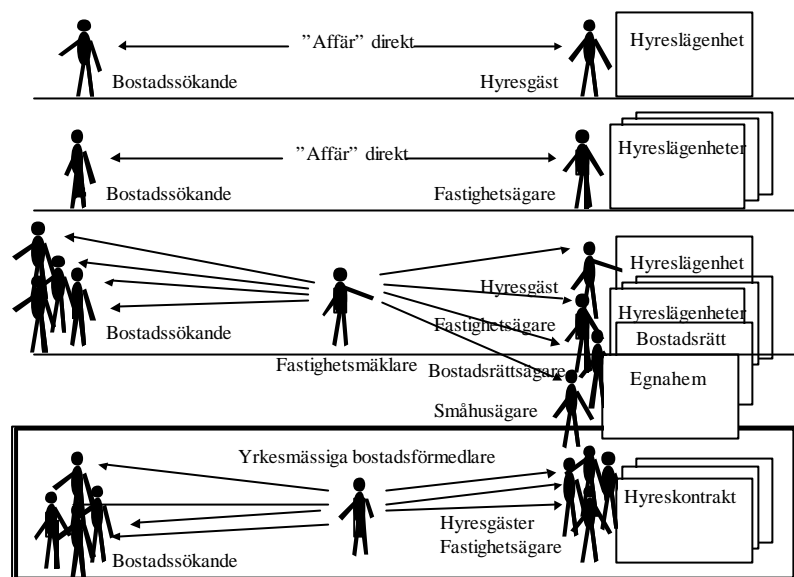 ”Affär” direkt
Hyreslägenhet
Bostadssökande
Hyresgäst
”Affär” direkt
Hyreslägenheter
Bostadssökande
Fastighetsägare
Hyreslägenhet
Hyresgäst
Hyreslägenheter
Fastighetsägare
Bostadssökande
Bostadsrätt
Fastighetsmäklare
Bostadsrättsägare
Egnahem
Småhusägare
Yrkesmässiga bostadsförmedlare
Hyreskontrakt
Hyresgäster
Bostadssökande
Fastighetsägare